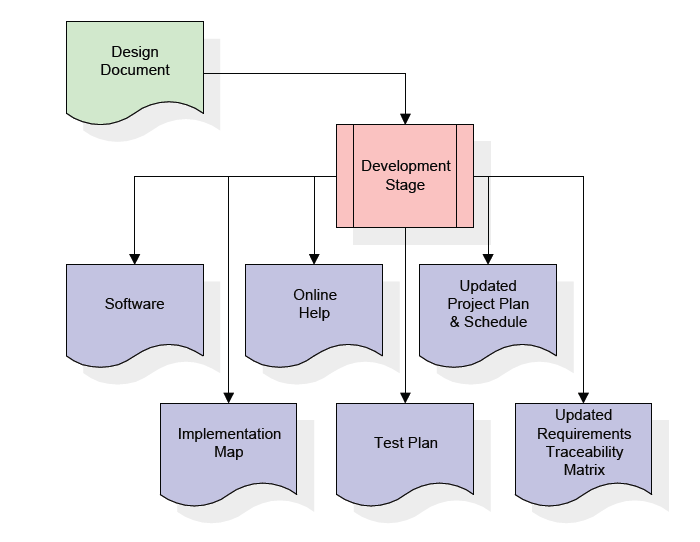 Design
Document
Development
Stage
Software
Online
Help
Updated
Project Plan
& Schedule
Implementation
Map
Test Plan
Updated
Requirements
Traceability
Matrix